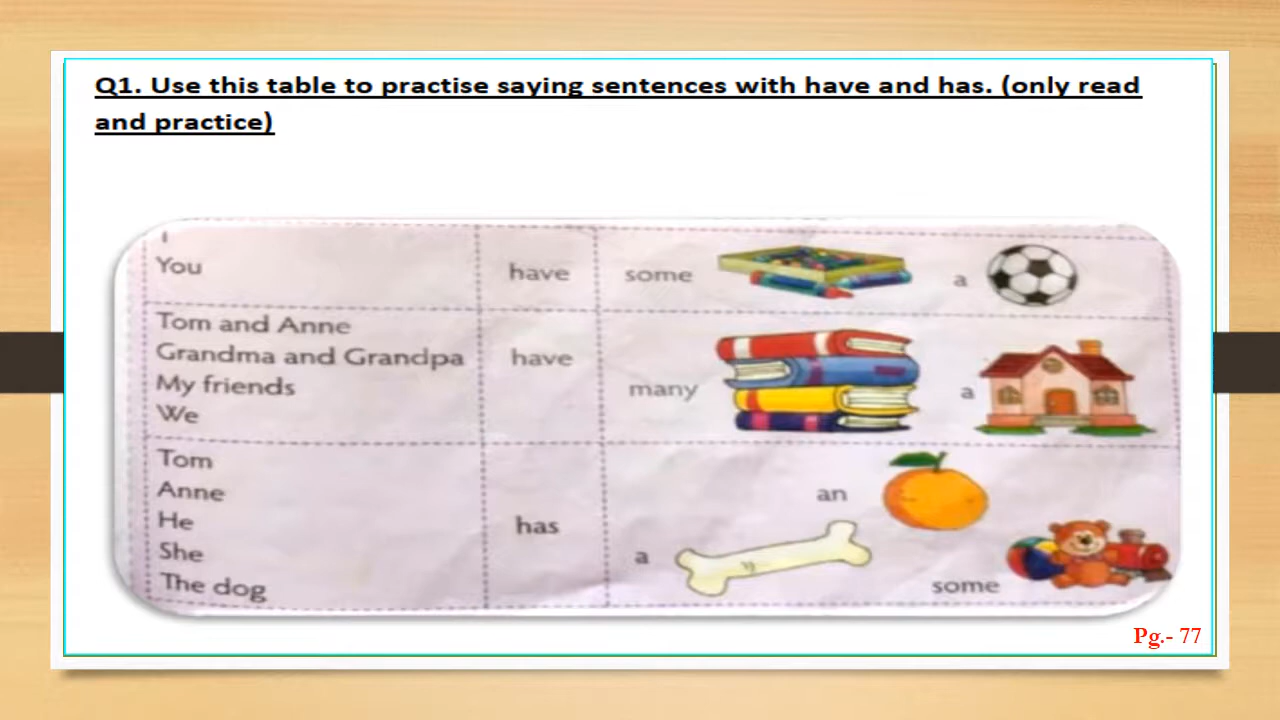 Q1. Use this table to practise saying sentences with have and has. (only read
and practice)
You
have some a
Tom and Anne
Grandma and Grandpa have
My friends
many a
We
Tom
Anne
an
He
has
She
a
The dog
some
Pg.- 77